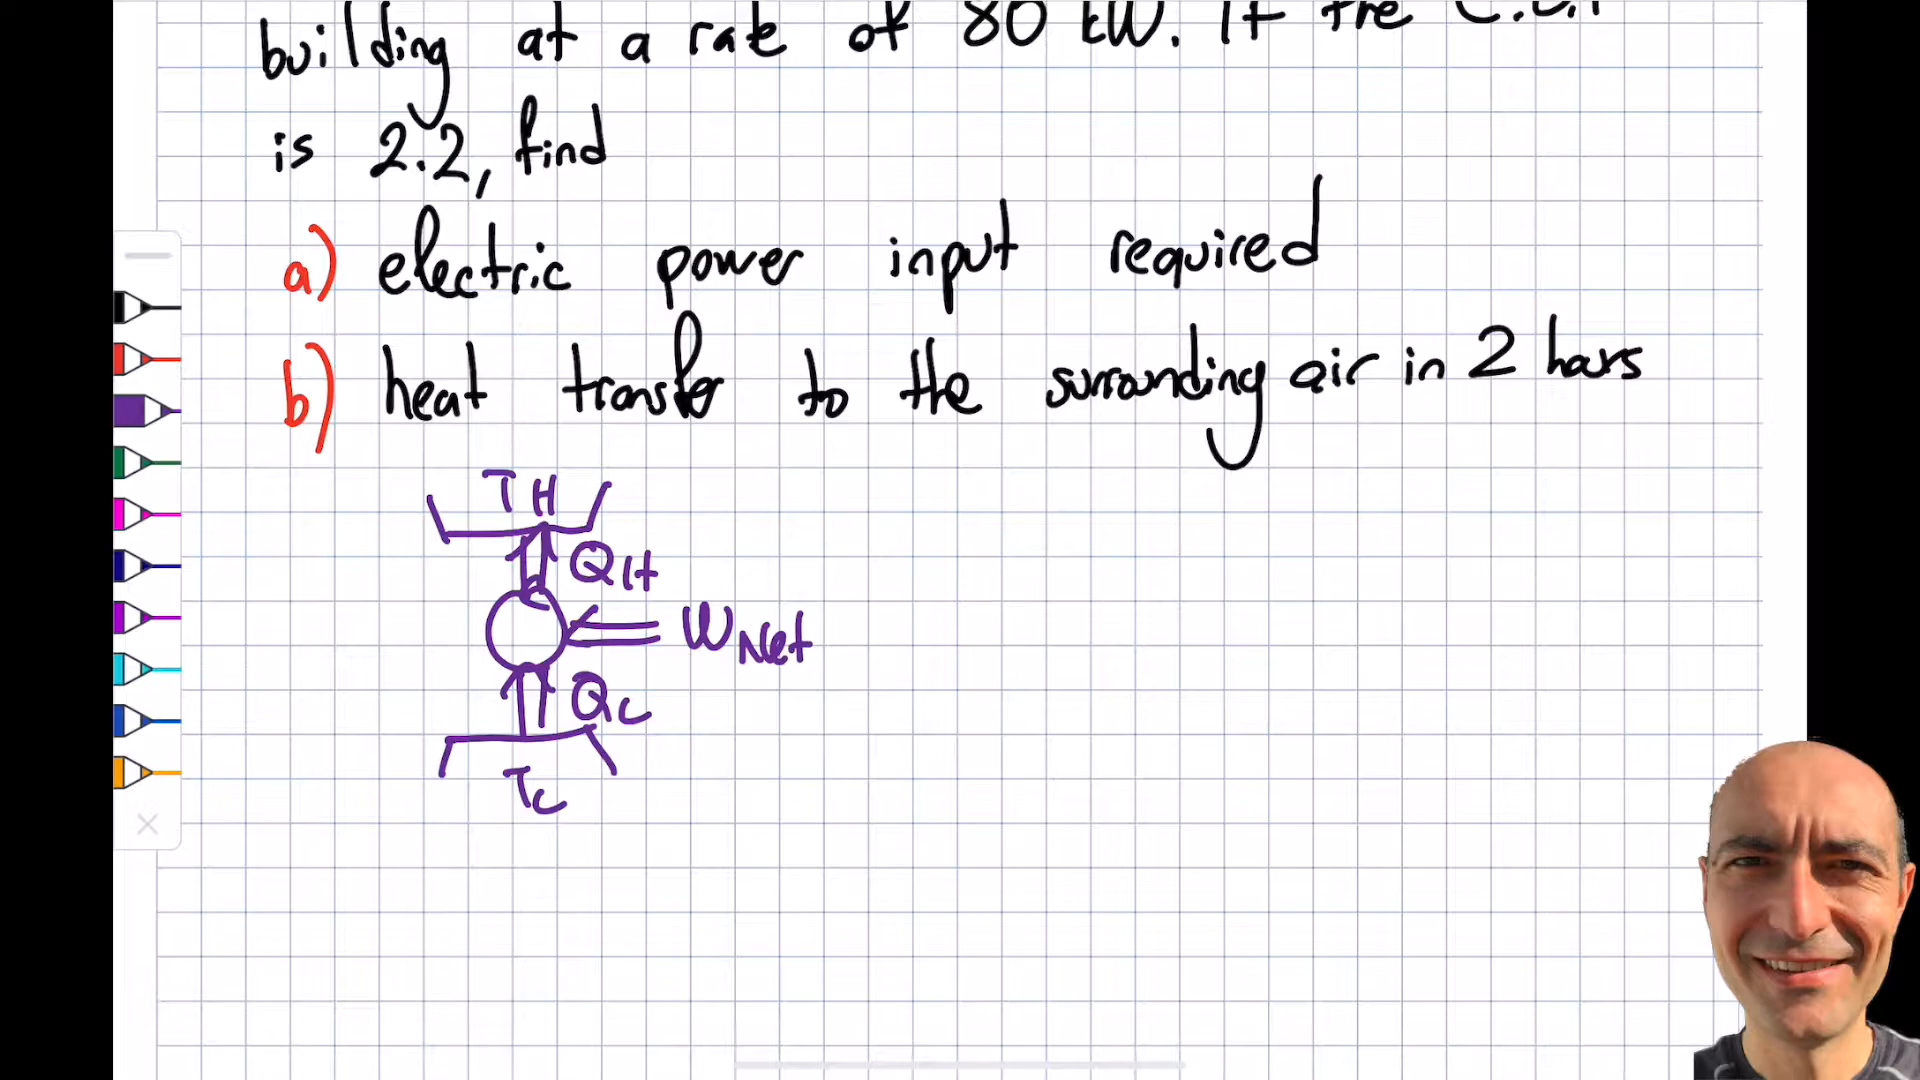 building at a rate of 80 kW. If the C.O.P
is 2.2, find
a) electric power input required
b) heat transfer to the surrounding air in 2 hours
TH
QH
WNet
QC
TC